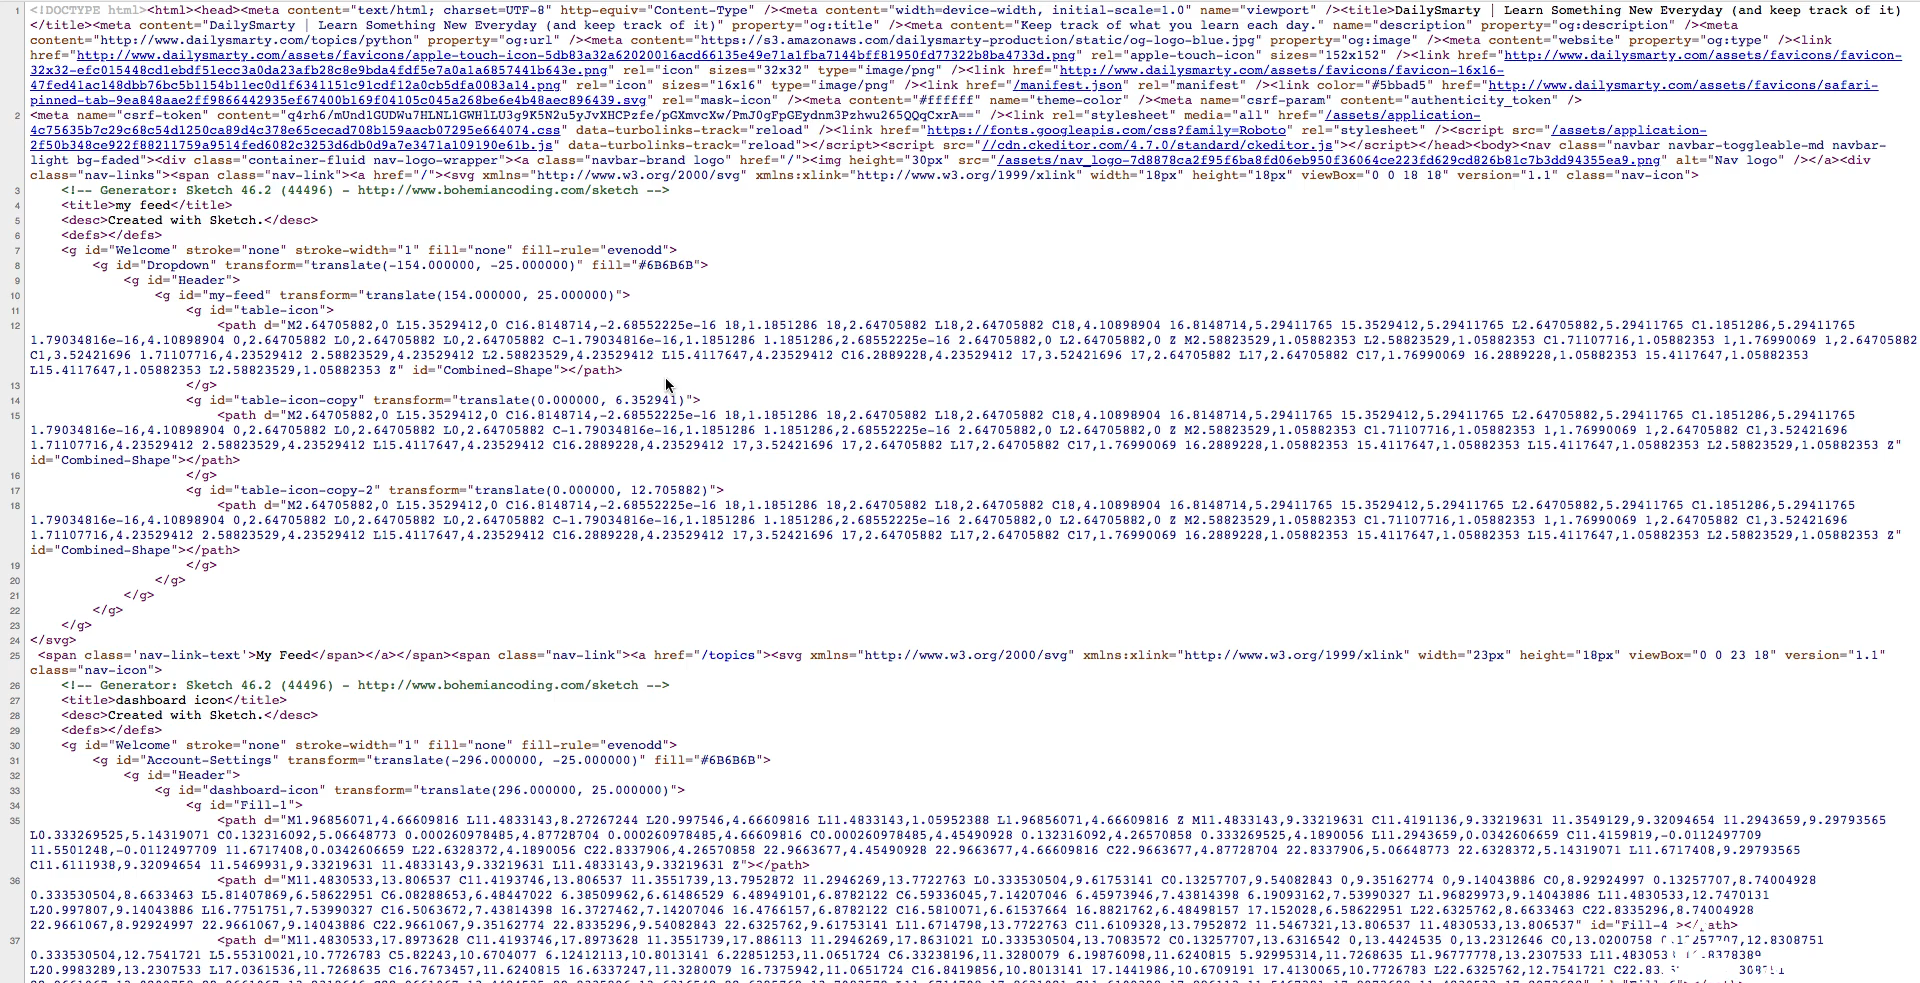 1 <!DOCTYPE html><html><head><meta content="text/html; charset=UTF-8" http-equiv="Content-Type" /><meta content="width=device-width, initial-scale=1.0" name="viewport" /><title>DailySmarty | Learn Something New Everyday (and keep track of it)
</title><meta content="DailySmarty | Learn Something New Everyday (and keep track of it)" property="og:title" /><meta content="Keep track of what you learn each day." name="description" property="og:description" /><meta
content="http://www.dailysmarty.com/topics/python" property="og:url" /><meta content="https://s3.amazonaws.com/dailysmarty-production/static/og-logo-blue.jpg" property="og:image" /><meta content="website" property="og:type" /><link
href="http://www.dailysmarty.com/assets/favicons/apple-touch-icon-5db83a32a62020016acd66135e49e71a1fba7144bff81950fd77322b8ba4733d.png" rel="apple-touch-icon" sizes="152x152" /><link href="http://www.dailysmarty.com/assets/favicons/favicon-
32x32-efc015448cd1ebdf51ecc3a0da23afb28c8e9bda4fdf5e7a0a1a6857441b643e.png" rel="icon" sizes="32x32" type="image/png" /><link href="http://www.dailysmarty.com/assets/favicons/favicon-16x16-
47fed41ac148dbb76bc5b1154b11ec0d1f6341151c91cdf12a0cb5dfa0083a14.png" rel="icon" sizes="16x16" type="image/png" /><link href="/manifest.json" rel="manifest" /><link color="#5bbad5" href="http://www.dailysmarty.com/assets/favicons/safari-
pinned-tab-9ea848aae2ff9866442935ef67400b169f04105c045a268be6e4b48aec896439.svg" rel="mask-icon" /><meta content="#ffffff" name="theme-color" /><meta name="csrf-param" content="authenticity_token" />
2 <meta name="csrf-token" content="q4rh6/mUnd1GUDWu7HLNL1GWHlLU3g9K5N2u5yJvXHCPzfe/pGXmvcXw/PmJ0gFpGEydnm3Pzhwu265QQqCxrA==" /><link rel="stylesheet" media="all" href="/assets/application-
4c75635b7c29c68c54d1250ca89d4c378e65cecad708b159aacb07295e664074.css" data-turbolinks-track="reload" /><link href="https://fonts.googleapis.com/css?family=Roboto" rel="stylesheet" /><script src="/assets/application-
2f50b348ce922f88211759a9514fed6082c3253d6db0d9a7e3471a109190e61b.js" data-turbolinks-track="reload"></script><script src="//cdn.ckeditor.com/4.7.0/standard/ckeditor.js"></script></head><body><nav class="navbar navbar-toggleable-md navbar-
light bg-faded"><div class="container-fluid nav-logo-wrapper"><a class="navbar-brand logo" href="/"><img height="30px" src="/assets/nav_logo-7d8878ca2f95f6ba8fd06eb950f36064ce223fd629cd826b81c7b3dd94355ea9.png" alt="Nav logo" /></a><div
class="nav-links"><span class="nav-link"><a href="/"><svg xmlns="http://www.w3.org/2000/svg" xmlns:xlink="http://www.w3.org/1999/xlink" width="18px" height="18px" viewBox="0 0 18 18" version="1.1" class="nav-icon">
3 <!-- Generator: Sketch 46.2 (44496) - http://www.bohemiancoding.com/sketch -->
4 <title>my feed</title>
5 <desc>Created with Sketch.</desc>
6 <defs></defs>
7 <g id="Welcome" stroke="none" stroke-width="1" fill="none" fill-rule="evenodd">
8 <g id="Dropdown" transform="translate(-154.000000, -25.000000)" fill="#6B6B6B">
9 <g id="Header">
10 <g id="my-feed" transform="translate(154.000000, 25.000000)">
11 <g id="table-icon">
12 <path d="M2.64705882,0 L15.3529412,0 C16.8148714,-2.68552225e-16 18,1.1851286 18,2.64705882 L18,2.64705882 C18,4.10898904 16.8148714,5.29411765 15.3529412,5.29411765 L2.64705882,5.29411765 C1.1851286,5.29411765
1.79034816e-16,4.10898904 0,2.64705882 L0,2.64705882 L0,2.64705882 C-1.79034816e-16,1.1851286 1.1851286,2.68552225e-16 2.64705882,0 L2.64705882,0 Z M2.58823529,1.05882353 L2.58823529,1.05882353 C1.71107716,1.05882353 1,1.76990069 1,2.64705882
C1,3.52421696 1.71107716,4.23529412 2.58823529,4.23529412 L2.58823529,4.23529412 L15.4117647,4.23529412 C16.2889228,4.23529412 17,3.52421696 17,2.64705882 L17,2.64705882 C17,1.76990069 16.2889228,1.05882353 15.4117647,1.05882353
L15.4117647,1.05882353 L2.58823529,1.05882353 Z" id="Combined-Shape"></path>
13 </g>
14 <g id="table-icon-copy" transform="translate(0.000000, 6.352941)">
15 <path d="M2.64705882,0 L15.3529412,0 C16.8148714,-2.68552225e-16 18,1.1851286 18,2.64705882 L18,2.64705882 C18,4.10898904 16.8148714,5.29411765 15.3529412,5.29411765 L2.64705882,5.29411765 C1.1851286,5.29411765
1.79034816e-16,4.10898904 0,2.64705882 L0,2.64705882 L0,2.64705882 C-1.79034816e-16,1.1851286 1.1851286,2.68552225e-16 2.64705882,0 L2.64705882,0 Z M2.58823529,1.05882353 C1.71107716,1.05882353 1,1.76990069 1,2.64705882 C1,3.52421696
1.71107716,4.23529412 2.58823529,4.23529412 L15.4117647,4.23529412 C16.2889228,4.23529412 17,3.52421696 17,2.64705882 L17,2.64705882 C17,1.76990069 16.2889228,1.05882353 15.4117647,1.05882353 L15.4117647,1.05882353 L2.58823529,1.05882353 Z"
id="Combined-Shape"></path>
16 </g>
17 <g id="table-icon-copy-2" transform="translate(0.000000, 12.705882)">
18 <path d="M2.64705882,0 L15.3529412,0 C16.8148714,-2.68552225e-16 18,1.1851286 18,2.64705882 L18,2.64705882 C18,4.10898904 16.8148714,5.29411765 15.3529412,5.29411765 L2.64705882,5.29411765 C1.1851286,5.29411765
1.79034816e-16,4.10898904 0,2.64705882 L0,2.64705882 L0,2.64705882 C-1.79034816e-16,1.1851286 1.1851286,2.68552225e-16 2.64705882,0 L2.64705882,0 Z M2.58823529,1.05882353 C1.71107716,1.05882353 1,1.76990069 1,2.64705882 C1,3.52421696
1.71107716,4.23529412 2.58823529,4.23529412 L15.4117647,4.23529412 C16.2889228,4.23529412 17,3.52421696 17,2.64705882 L17,2.64705882 C17,1.76990069 16.2889228,1.05882353 15.4117647,1.05882353 L15.4117647,1.05882353 L2.58823529,1.05882353 Z"
id="Combined-Shape"></path>
19 </g>
20 </g>
21 </g>
22 </g>
23 </g>
24 </svg>
25 <span class='nav-link-text'>My Feed</span></a></span><span class="nav-link"><a href="/topics"><svg xmlns="http://www.w3.org/2000/svg" xmlns:xlink="http://www.w3.org/1999/xlink" width="23px" height="18px" viewBox="0 0 23 18" version="1.1"
class="nav-icon">
26 <!-- Generator: Sketch 46.2 (44496) - http://www.bohemiancoding.com/sketch -->
27 <title>dashboard icon</title>
28 <desc>Created with Sketch.</desc>
29 <defs></defs>
30 <g id="Welcome" stroke="none" stroke-width="1" fill="none" fill-rule="evenodd">
31 <g id="Account-Settings" transform="translate(-296.000000, -25.000000)" fill="#6B6B6B">
32 <g id="Header">
33 <g id="dashboard-icon" transform="translate(296.000000, 25.000000)">
34 <g id="Fill-1">
35 <path d="M1.96856071,4.66609816 L11.4833143,8.27267244 L20.997546,4.66609816 L11.4833143,1.05952388 L1.96856071,4.66609816 Z M11.4833143,9.33219631 C11.4191136,9.33219631 11.3549129,9.32094654 11.2943659,9.29793565
L0.333269525,5.14319071 C0.132316092,5.06648773 0.000260978485,4.87728704 0.000260978485,4.66609816 C0.000260978485,4.45490928 0.132316092,4.26570858 0.333269525,4.1890056 L11.2943659,0.0342606659 C11.4159819,-0.0112497709
11.5501248,-0.0112497709 11.6717408,0.0342606659 L22.6328372,4.1890056 C22.8337906,4.26570858 22.9663677,4.45490928 22.9663677,4.66609816 C22.9663677,4.87728704 22.8337906,5.06648773 22.6328372,5.14319071 L11.6717408,9.29793565
C11.6111938,9.32094654 11.5469931,9.33219631 11.4833143,9.33219631 L11.4833143,9.33219631 Z"></path>
36 <path d="M11.4830533,13.806537 C11.4193746,13.806537 11.3551739,13.7952872 11.2946269,13.7722763 L0.333530504,9.61753141 C0.13257707,9.54082843 0,9.35162774 0,9.14043886 C0,8.92924997 0.13257707,8.74004928
0.333530504,8.6633463 L5.81407869,6.58622951 C6.08288653,6.48447022 6.38509962,6.61486529 6.48949101,6.8782122 C6.59336045,7.14207046 6.45973946,7.43814398 6.19093162,7.53990327 L1.96829973,9.14043886 L11.4830533,12.7470131
L20.997807,9.14043886 L16.7751751,7.53990327 C16.5063672,7.43814398 16.3727462,7.14207046 16.4766157,6.8782122 C16.5810071,6.61537664 16.8821762,6.48498157 17.152028,6.58622951 L22.6325762,8.6633463 C22.8335296,8.74004928
22.9661067,8.92924997 22.9661067,9.14043886 C22.9661067,9.35162774 22.8335296,9.54082843 22.6325762,9.61753141 L11.6714798,13.7722763 C11.6109328,13.7952872 11.5467321,13.806537 11.4830533,13.806537" id="Fill-4
37 <path d="M11.4830533,17.8973628 C11.4193746,17.8973628 11.3551739,17.886113 11.2946269,17.8631021 L0.333530504,13.7083572 C0.13257707,13.6316542 0,13.4424535 0,13.2312646 C0,13.0200758
0.333530504,12.7541721 L5.55310021,10.7726783 C5.82243,10.6704077 6.12412113,10.8013141 6.22851253,11.0651724 C6.33238196,11.3280079 6.19876098,11.6240815 5.92995314,11.7268635 L1.96777778,13.2307533
L20.9983289,13.2307533 L17.0361536,11.7268635 C16.7673457,11.6240815 16.6337247,11.3280079 16.7375942,11.0651724 C16.8419856,10.8013141 17.1441986,10.6709191 17.4130065,10.7726783 L22.6325762,12.7541721